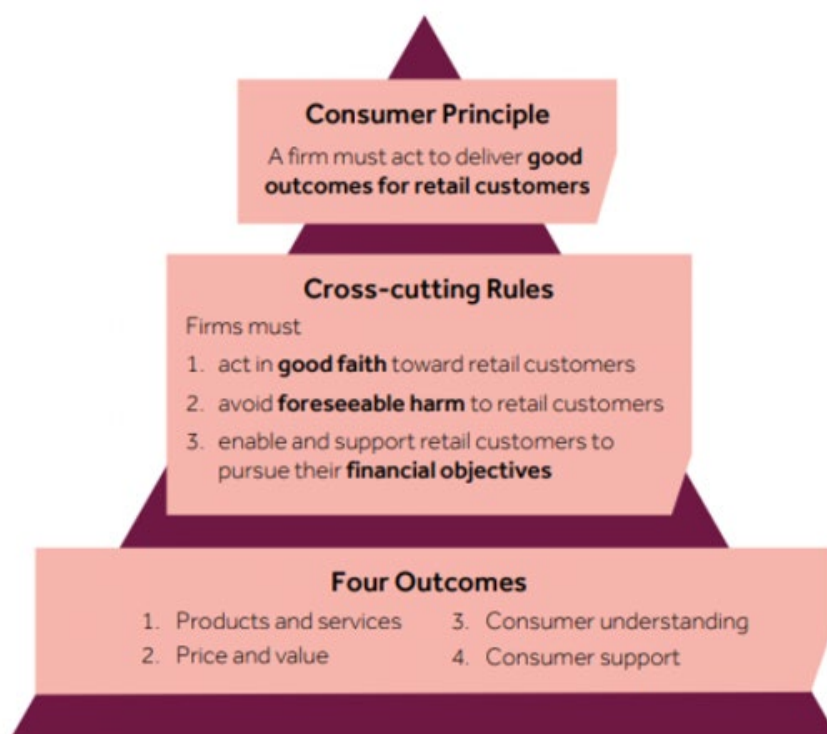 Consumer Principle
A firm must act to deliver good
outcomes for retail customers
Cross-cutting Rules
Firms must
1. act in good faith toward retail customers
2. avoid foreseeable harm to retail customers
3. enable and support retail customers to
pursue their financial objectives
Four Outcomes
1. Products and services
2. Price and value
3. Consumer understanding
4. Consumer support